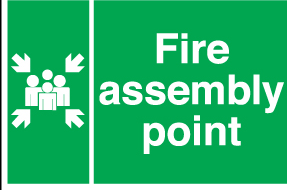 Fire
assembly
point